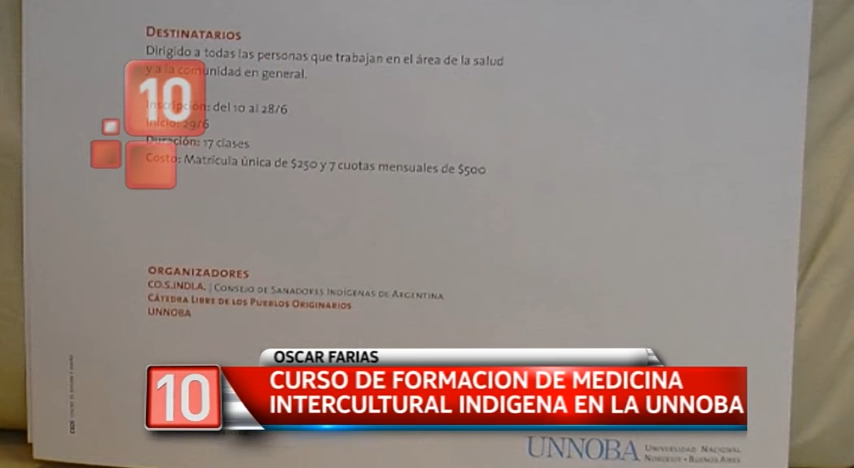 DESTINATARIOS
Dirigido a todas las personas que trabajan en el área de la salud
y a la comunidad en general.
10
Inscripción: del 10 al 28/6
Inicio: 29/6
Duración: 17 clases
Costo: Matrícula única de $250 y 7 cuotas mensuales de $500
ORGANIZADORES
CO.S.INDI.A. | CONSEJO DE SANADORES INDÍGENAS DE ARGENTINA
CÁTEDRA LIBRE DE LOS PUEBLOS ORIGINARIOS
UNNOBA
OSCAR FARIAS
10
CURSO DE FORMACION DE MEDICINA
INTERCULTURAL INDIGENA EN LA UNNOBA
UNNOBA
UNIVERSIDAD NACIONAL
NOROESTE • BUENOS AIRES